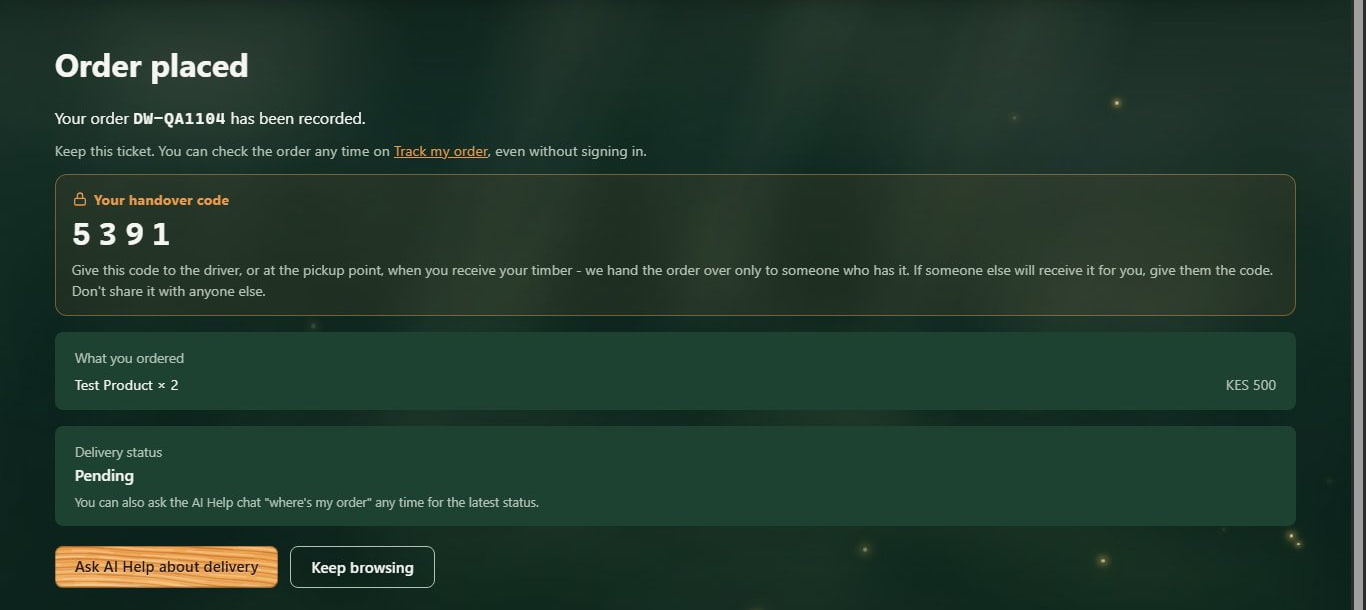 Order placed
Your order DW-QA1104 has been recorded.
Keep this ticket. You can check the order any time on Track my order, even without signing in.
Your handover code
5391
Give this code to the driver, or at the pickup point, when you receive your timber - we hand the order over only to someone who has it. If someone else will receive it for you, give them the code.
Don't share it with anyone else.
What you ordered
Test Product × 2 KES 500
Delivery status
Pending
You can also ask the AI Help chat "where's my order" any time for the latest status.
Ask AI Help about delivery Keep browsing